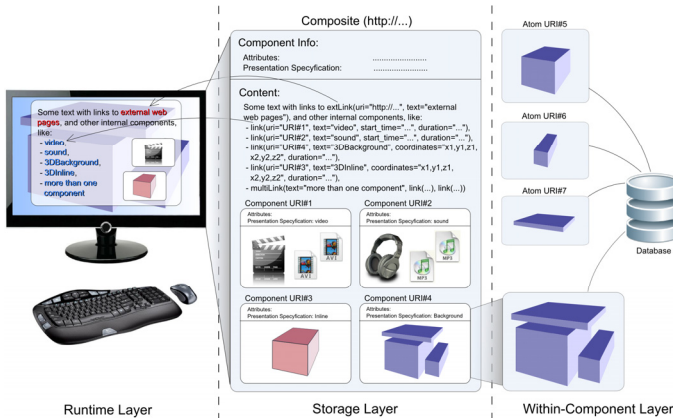 Composite (http://...)
Component Info:
Attributes: ........................
Presentation Specyfication: ........................
Content:
Some text with links to extLink(uri="http://...", text="external
web pages"), and other internal components, like:
- link(uri="URI#1", text="video", start_time="...", duration="..."),
- link(uri="URI#2", text="sound", start_time="...", duration="..."),
- link(uri="URI#4", text="3DBackground", coordinates="x1,y1,z1,
x2,y2,z2", duration="..."),
- link(uri="URI#3", text="3DInline", coordinates="x1,y1,z1,
x2,y2,z2", duration="..."),
- multiLink(text="more than one component", link(...), link(...))
Component URI#1
Attributes:
Presentation Specyfication: video
AVI
AVI
Component URI#2
Attributes:
Presentation Specyfication: sound
MP3
MP3
Component URI#3
Attributes:
Presentation Specyfication: Inline
Component URI#4
Attributes:
Presentation Specyfication: Background
Some text with links to external web
pages, and other internal components,
like:
- video,
- sound,
- 3DBackground,
- 3DInline,
- more than one
component
Atom URI#5
Atom URI#6
Atom URI#7
Database
Runtime Layer
Storage Layer
Within-Component Layer